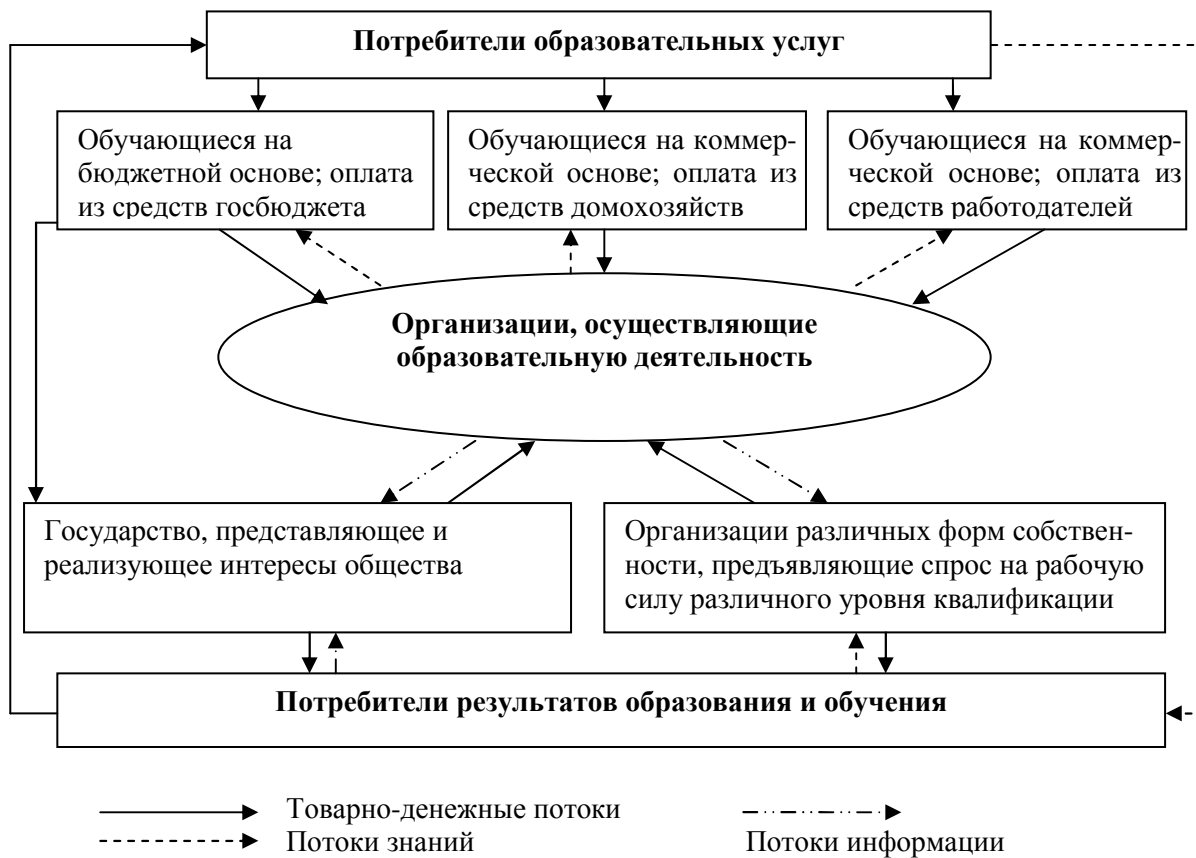 Потребители образовательных услуг
Обучающиеся на
бюджетной основе; оплата
из средств госбюджета
Обучающиеся на коммер-
ческой основе; оплата из
средств домохозяйств
Обучающиеся на коммер-
ческой основе; оплата из
средств работодателей
Организации, осуществляющие
образовательную деятельность
Государство, представляющее и
реализующее интересы общества
Организации различных форм собствен-
ности, предъявляющие спрос на рабочую
силу различного уровня квалификации
Потребители результатов образования и обучения
Товарно-денежные потоки
Потоки знаний
Потоки информации